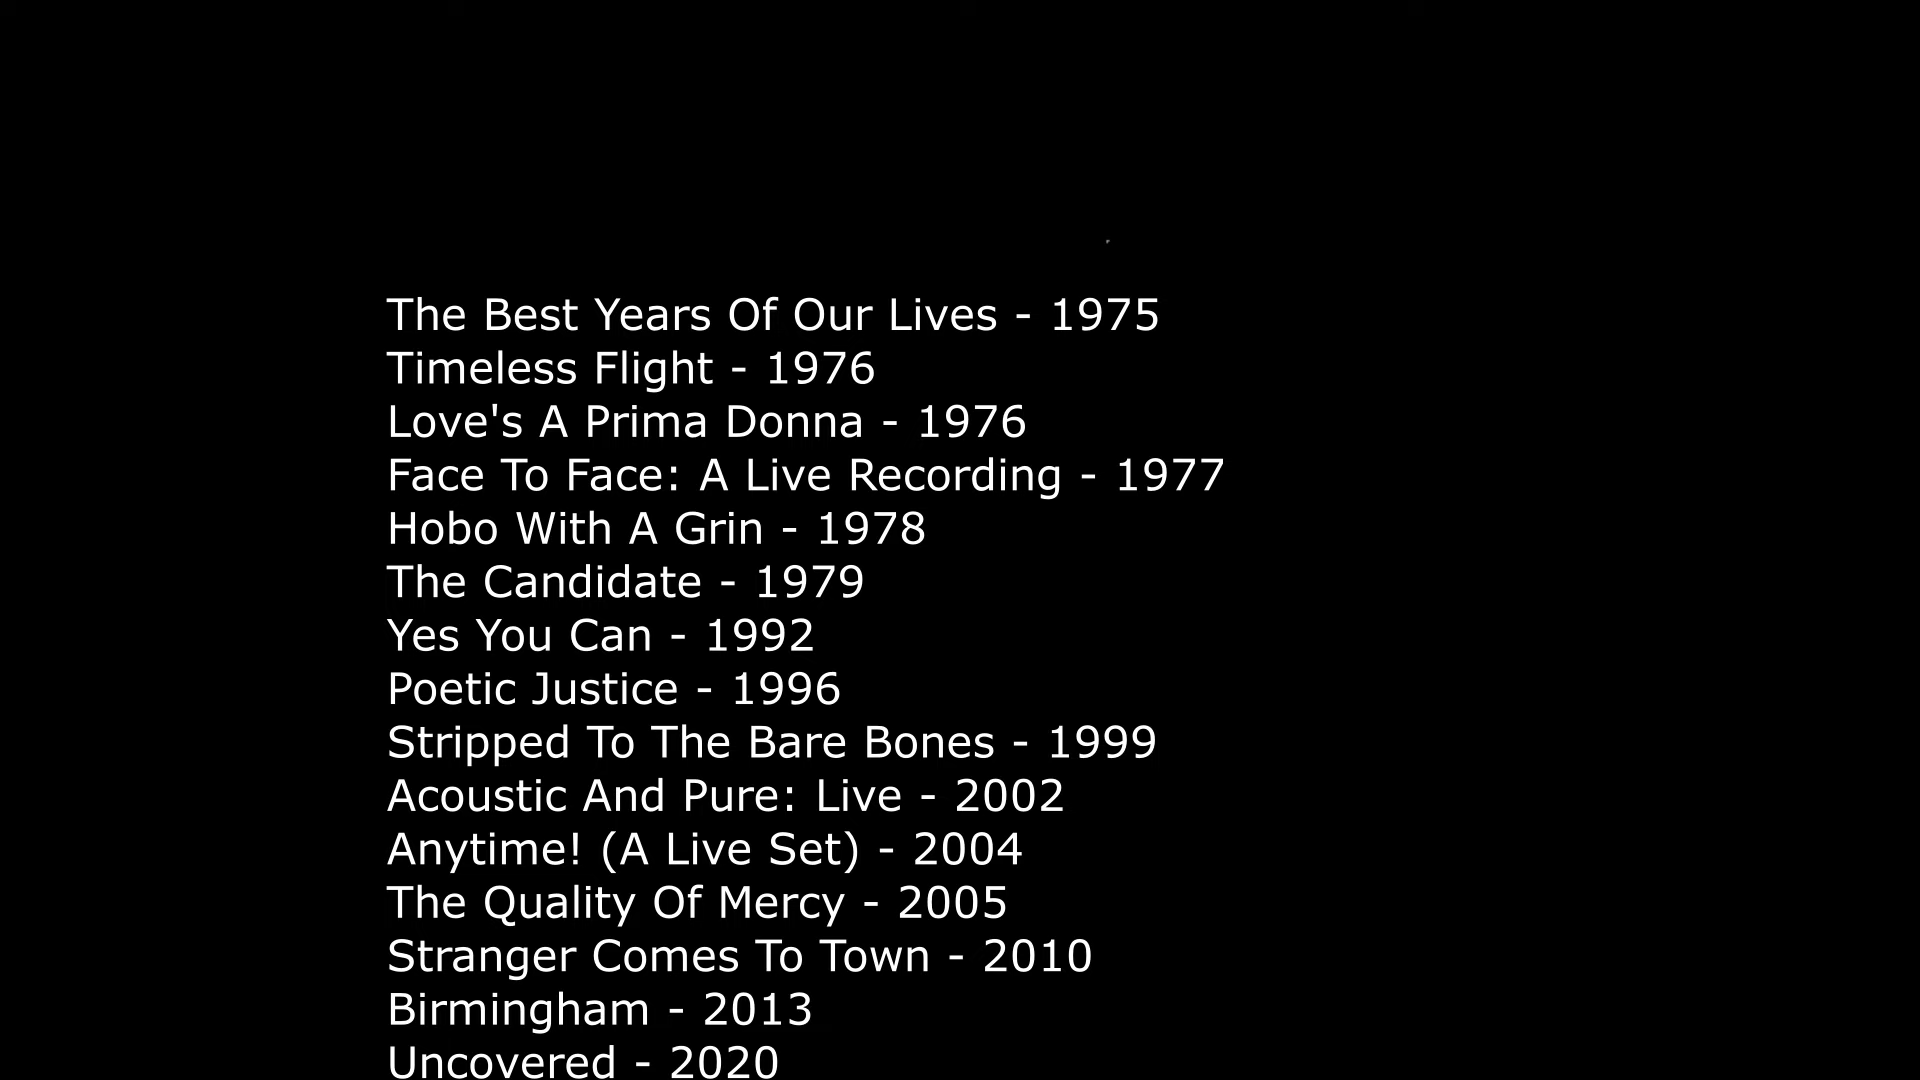 The Best Years Of Our Lives - 1975
Timeless Flight - 1976
Love's A Prima Donna - 1976
Face To Face: A Live Recording - 1977
Hobo With A Grin - 1978
The Candidate - 1979
Yes You Can - 1992
Poetic Justice - 1996
Stripped To The Bare Bones - 1999
Acoustic And Pure: Live - 2002
Anytime! (A Live Set) - 2004
The Quality Of Mercy - 2005
Stranger Comes To Town - 2010
Birmingham - 2013
Uncovered - 2020